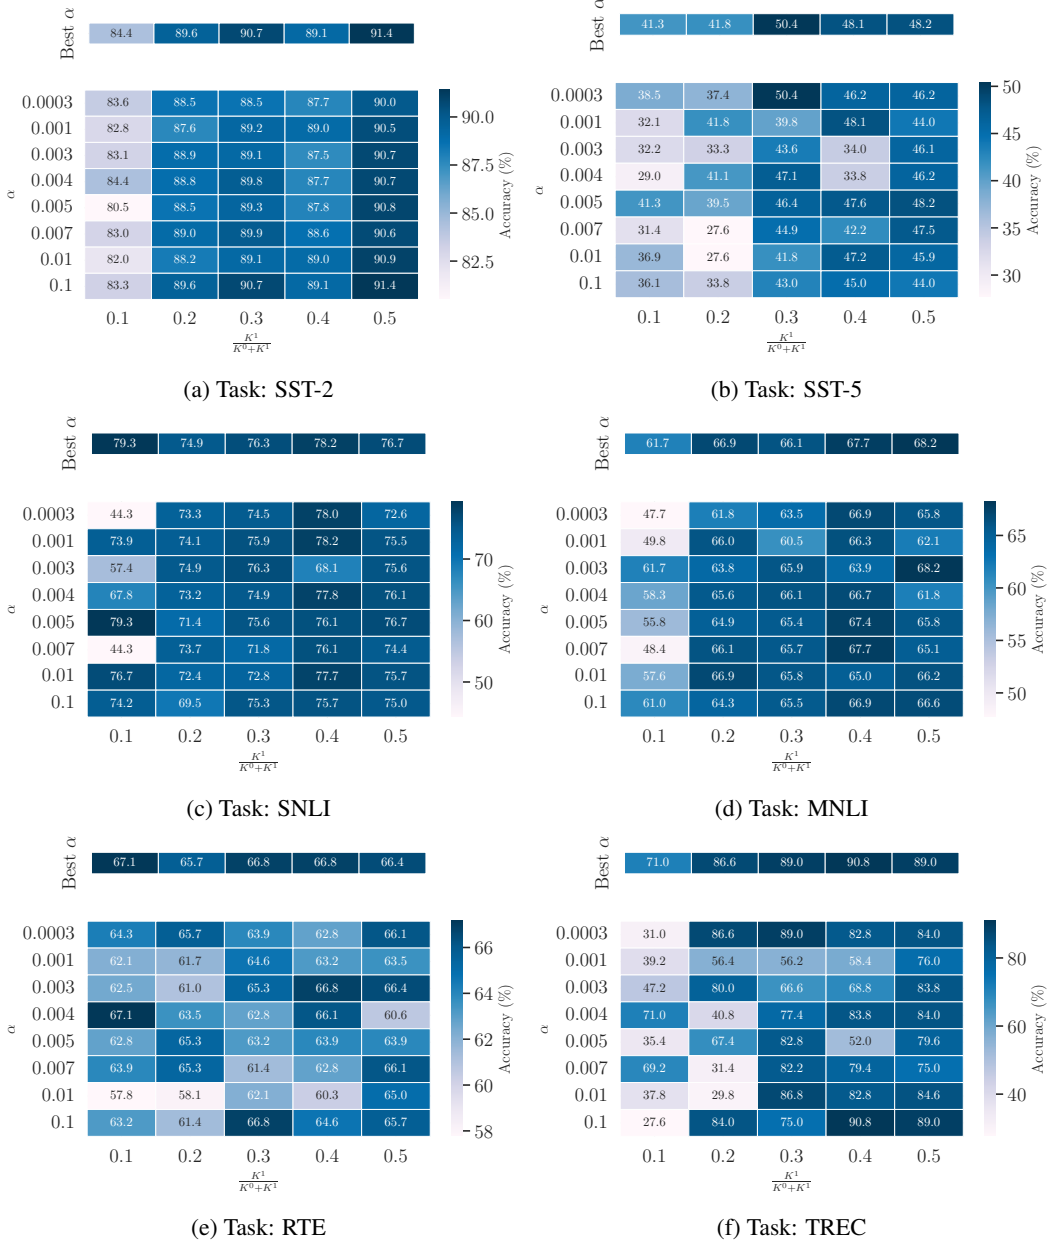 Best α
84.4 89.6 90.7 89.1 91.4
0.0003 83.6 88.5 88.5 87.7 90.0
0.001 82.8 87.6 89.2 89.0 90.5
0.003 83.1 88.9 89.1 87.5 90.7
0.004 84.4 88.8 89.8 87.7 90.7
0.005 80.5 88.5 89.3 87.8 90.8
0.007 83.0 89.0 89.9 88.6 90.6
0.01 82.0 88.2 89.1 89.0 90.9
0.1 83.3 89.6 90.7 89.1 91.4
α
0.1 0.2 0.3 0.4 0.5
K¹
K⁰+K¹
90.0
87.5
85.0
82.5
Accuracy (%)
(a) Task: SST-2
Best α
41.3 41.8 50.4 48.1 48.2
0.0003 38.5 37.4 50.4 46.2 46.2
0.001 32.1 41.8 39.8 48.1 44.0
0.003 32.2 33.3 43.6 34.0 46.1
0.004 29.0 41.1 47.1 33.8 46.2
0.005 41.3 39.5 46.4 47.6 48.2
0.007 31.4 27.6 44.9 42.2 47.5
0.01 36.9 27.6 41.8 47.2 45.9
0.1 36.1 33.8 43.0 45.0 44.0
α
0.1 0.2 0.3 0.4 0.5
K¹
K⁰+K¹
50
45
40
35
30
Accuracy (%)
(b) Task: SST-5
Best α
79.3 74.9 76.3 78.2 76.7
0.0003 44.3 73.3 74.5 78.0 72.6
0.001 73.9 74.1 75.9 78.2 75.5
0.003 57.4 74.9 76.3 68.1 75.6
0.004 67.8 73.2 74.9 77.8 76.1
0.005 79.3 71.4 75.6 76.1 76.7
0.007 44.3 73.7 71.8 76.1 74.4
0.01 76.7 72.4 72.8 77.7 75.7
0.1 74.2 69.5 75.3 75.7 75.0
α
0.1 0.2 0.3 0.4 0.5
K¹
K⁰+K¹
70
60
50
Accuracy (%)
(c) Task: SNLI
Best α
61.7 66.9 66.1 67.7 68.2
0.0003 47.7 61.8 63.5 66.9 65.8
0.001 49.8 66.0 60.5 66.3 62.1
0.003 61.7 63.8 65.9 63.9 68.2
0.004 58.3 65.6 66.1 66.7 61.8
0.005 55.8 64.9 65.4 67.4 65.8
0.007 48.4 66.1 65.7 67.7 65.1
0.01 57.6 66.9 65.8 65.0 66.2
0.1 61.0 64.3 65.5 66.9 66.6
α
0.1 0.2 0.3 0.4 0.5
K¹
K⁰+K¹
65
60
55
50
Accuracy (%)
(d) Task: MNLI
Best α
67.1 65.7 66.8 66.8 66.4
0.0003 64.3 65.7 63.9 62.8 66.1
0.001 62.1 61.7 64.6 63.2 63.5
0.003 62.5 61.0 65.3 66.8 66.4
0.004 67.1 63.5 62.8 66.1 60.6
0.005 62.8 65.3 63.2 63.9 63.9
0.007 63.9 65.3 61.4 62.8 66.1
0.01 57.8 58.1 62.1 60.3 65.0
0.1 63.2 61.4 66.8 64.6 65.7
α
0.1 0.2 0.3 0.4 0.5
K¹
K⁰+K¹
66
64
62
60
58
Accuracy (%)
(e) Task: RTE
Best α
71.0 86.6 89.0 90.8 89.0
0.0003 31.0 86.6 89.0 82.8 84.0
0.001 39.2 56.4 56.2 58.4 76.0
0.003 47.2 80.0 66.6 68.8 83.8
0.004 71.0 40.8 77.4 83.8 84.0
0.005 35.4 67.4 82.8 52.0 79.6
0.007 69.2 31.4 82.2 79.4 75.0
0.01 37.8 29.8 86.8 82.8 84.6
0.1 27.6 84.0 75.0 90.8 89.0
α
0.1 0.2 0.3 0.4 0.5
K¹
K⁰+K¹
80
60
40
Accuracy (%)
(f) Task: TREC